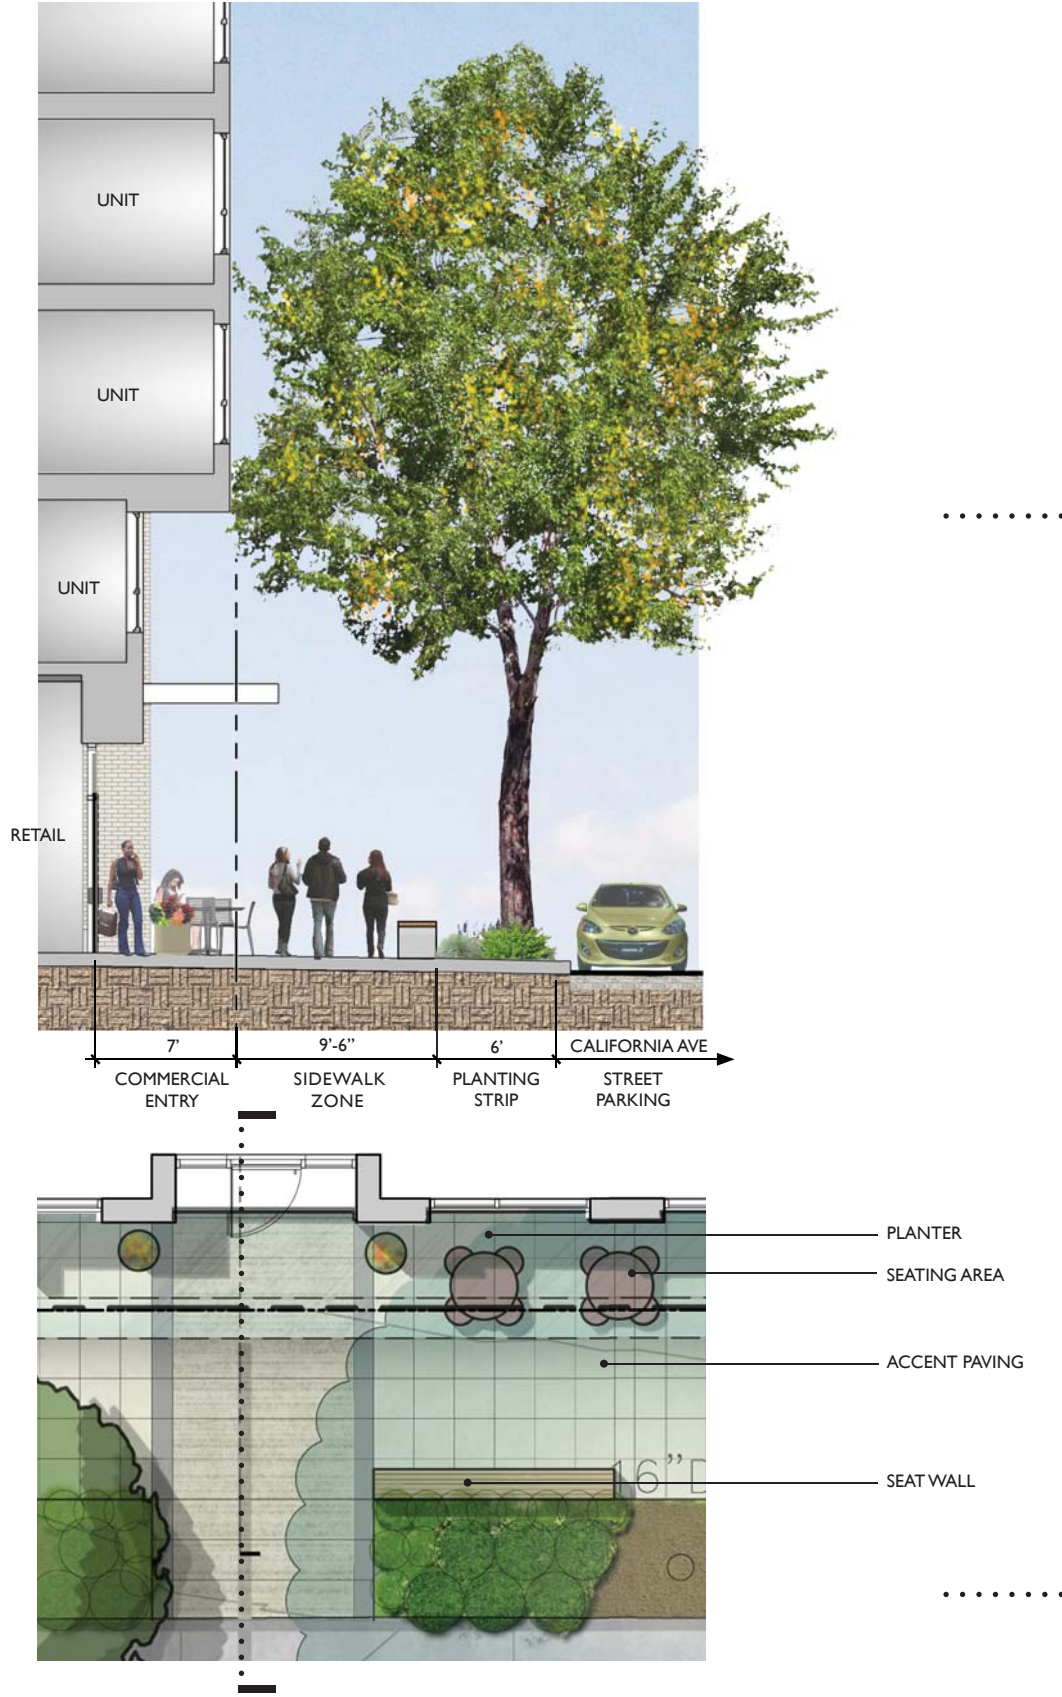 UNIT
UNIT
UNIT
RETAIL
7’
9’-6”
6’
CALIFORNIA AVE
COMMERCIAL
ENTRY
SIDEWALK
ZONE
PLANTING
STRIP
STREET
PARKING
PLANTER
SEATING AREA
ACCENT PAVING
16”D
SEAT WALL